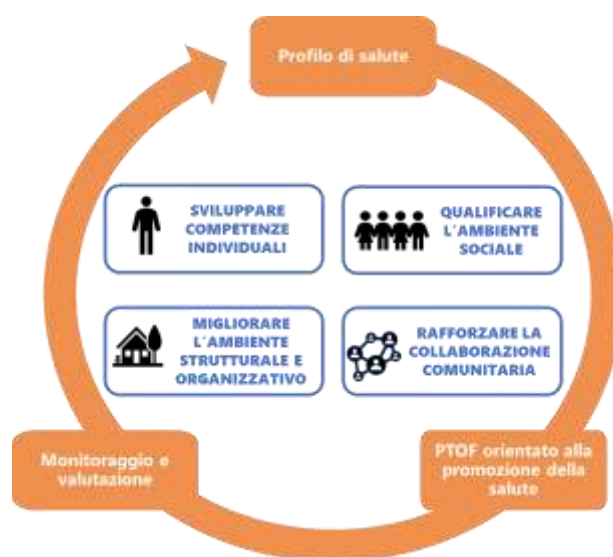 Profilo di salute
SVILUPPARE
COMPETENZE
INDIVIDUALI
QUALIFICARE
L'AMBIENTE
SOCIALE
MIGLIORARE
L'AMBIENTE
STRUTTURALE E
ORGANIZZATIVO
RAFFORZARE LA
COLLABORAZIONE
COMUNITARIA
Monitoraggio e
valutazione
PTOF orientato alla
promozione della
salute